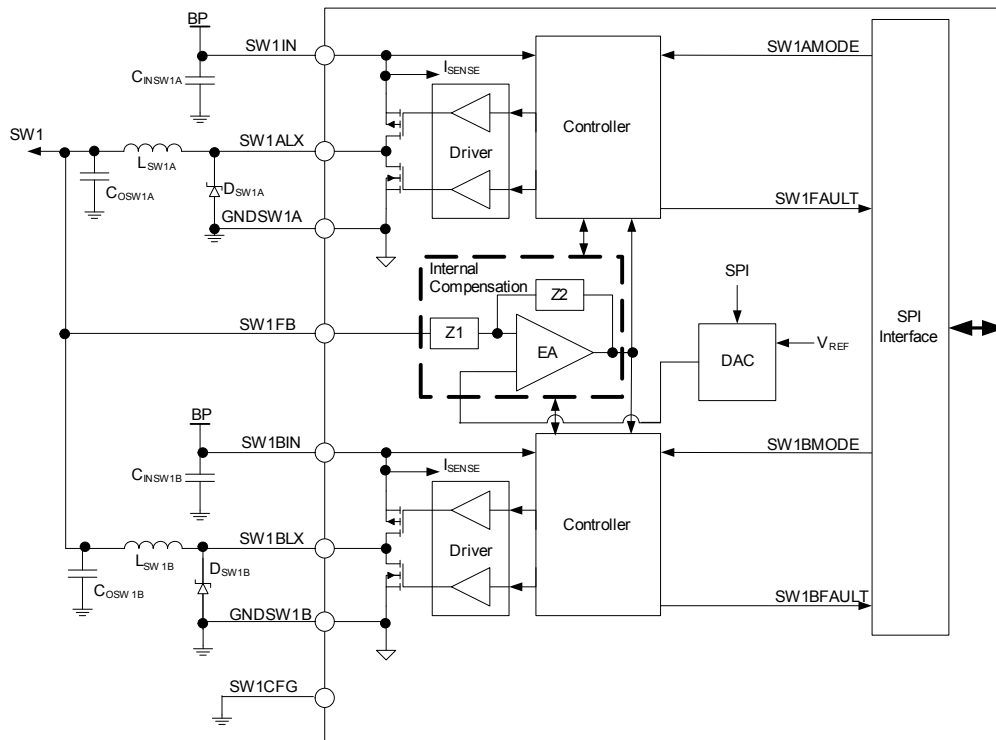 BP
SW1IN
SW1AMODE
CINSW1A
ISENSE
Controller
SW1
SW1ALX
LSW1A
Driver
COSW1A
DSW1A
SW1FAULT
GNDSW1A
Internal
Compensation
Z2
SPI
SPI
Interface
SW1FB
Z1
EA
VREF
DAC
BP
SW1BIN
SW1BMODE
CINSW1B
ISENSE
Controller
SW1BLX
LSW1B
Driver
DSW1B
COSW1B
SW1BFAULT
GNDSW1B
SW1CFG